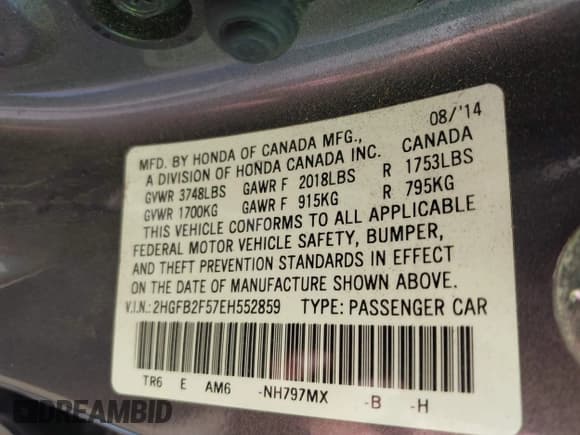 08/'14
MFD. BY HONDA OF CANADA MFG.,
A DIVISION OF HONDA CANADA INC. CANADA
GVWR 3748LBS GAWR F 2018LBS R 1753LBS
GVWR 1700KG GAWR F 915KG R 795KG
THIS VEHICLE CONFORMS TO ALL APPLICABLE
FEDERAL MOTOR VEHICLE SAFETY, BUMPER,
AND THEFT PREVENTION STANDARDS IN EFFECT
ON THE DATE OF MANUFACTURE SHOWN ABOVE.
V.I.N.: 2HGFB2F57EH552859 TYPE: PASSENGER CAR
TR6 E AM6 -NH797MX -B -H
DREAMBID